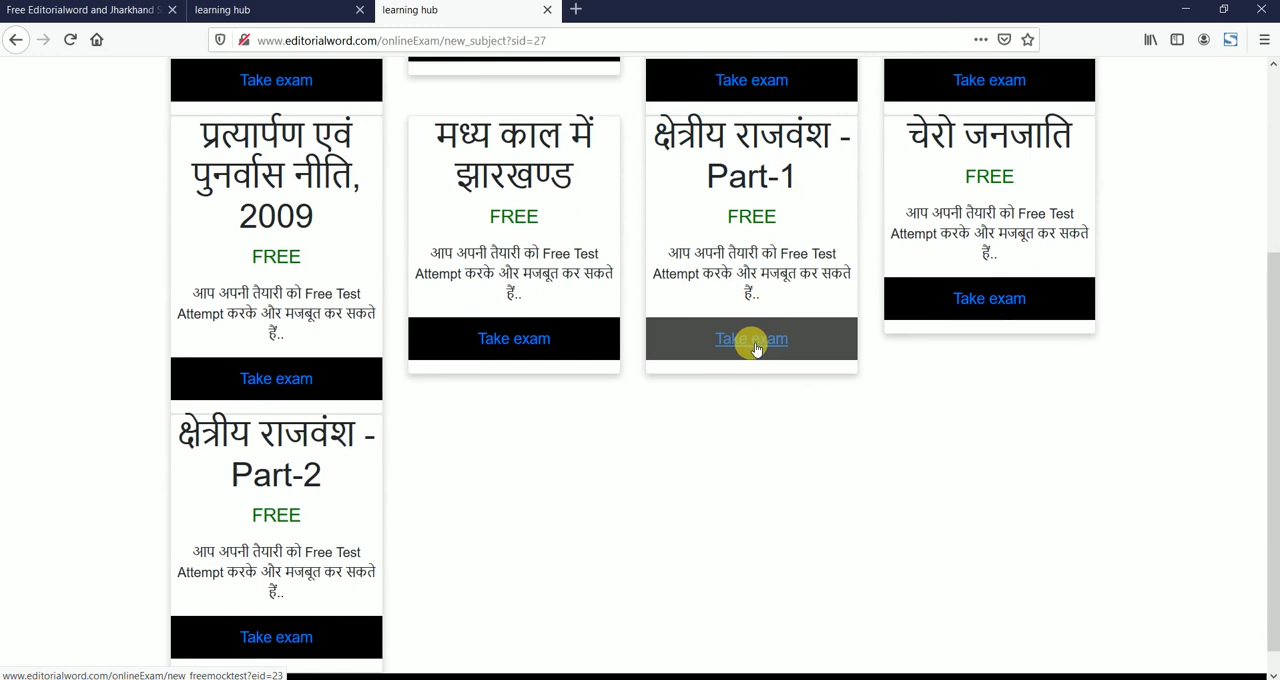 Free Editorialword and Jharkhand S
learning hub
learning hub
www.editorialword.com/onlineExam/new_subject?sid=27
Take exam
Take exam
Take exam
प्रत्यार्पण एवं
पुनर्वास नीति,
2009
FREE
आप अपनी तैयारी को Free Test
Attempt करके और मजबूत कर सकते
हैं..
Take exam
मध्य काल में
झारखण्ड
FREE
आप अपनी तैयारी को Free Test
Attempt करके और मजबूत कर सकते
हैं..
Take exam
क्षेत्रीय राजवंश -
Part-1
FREE
आप अपनी तैयारी को Free Test
Attempt करके और मजबूत कर सकते
हैं..
Take exam
चेरो जनजाति
FREE
आप अपनी तैयारी को Free Test
Attempt करके और मजबूत कर सकते
हैं..
Take exam
क्षेत्रीय राजवंश -
Part-2
FREE
आप अपनी तैयारी को Free Test
Attempt करके और मजबूत कर सकते
हैं..
Take exam
www.editorialword.com/onlineExam/new_freemocktest?eid=23